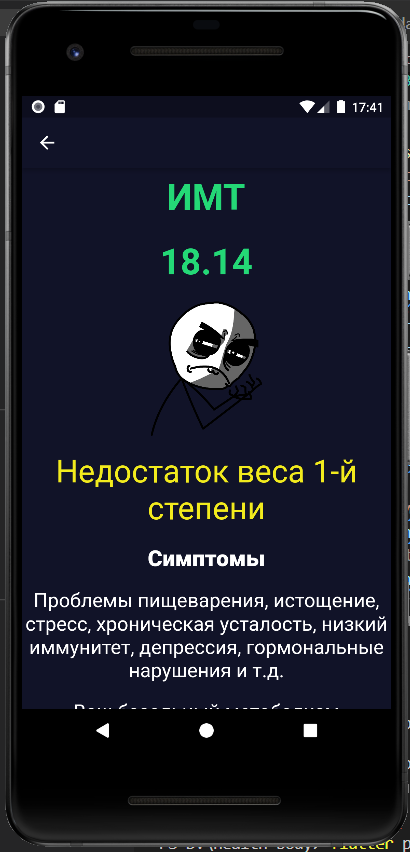 17:41
ИМТ
18.14
Недостаток веса 1-й
степени
Симптомы
Проблемы пищеварения, истощение,
стресс, хроническая усталость, низкий
иммунитет, депрессия, гормональные
нарушения и т.д.